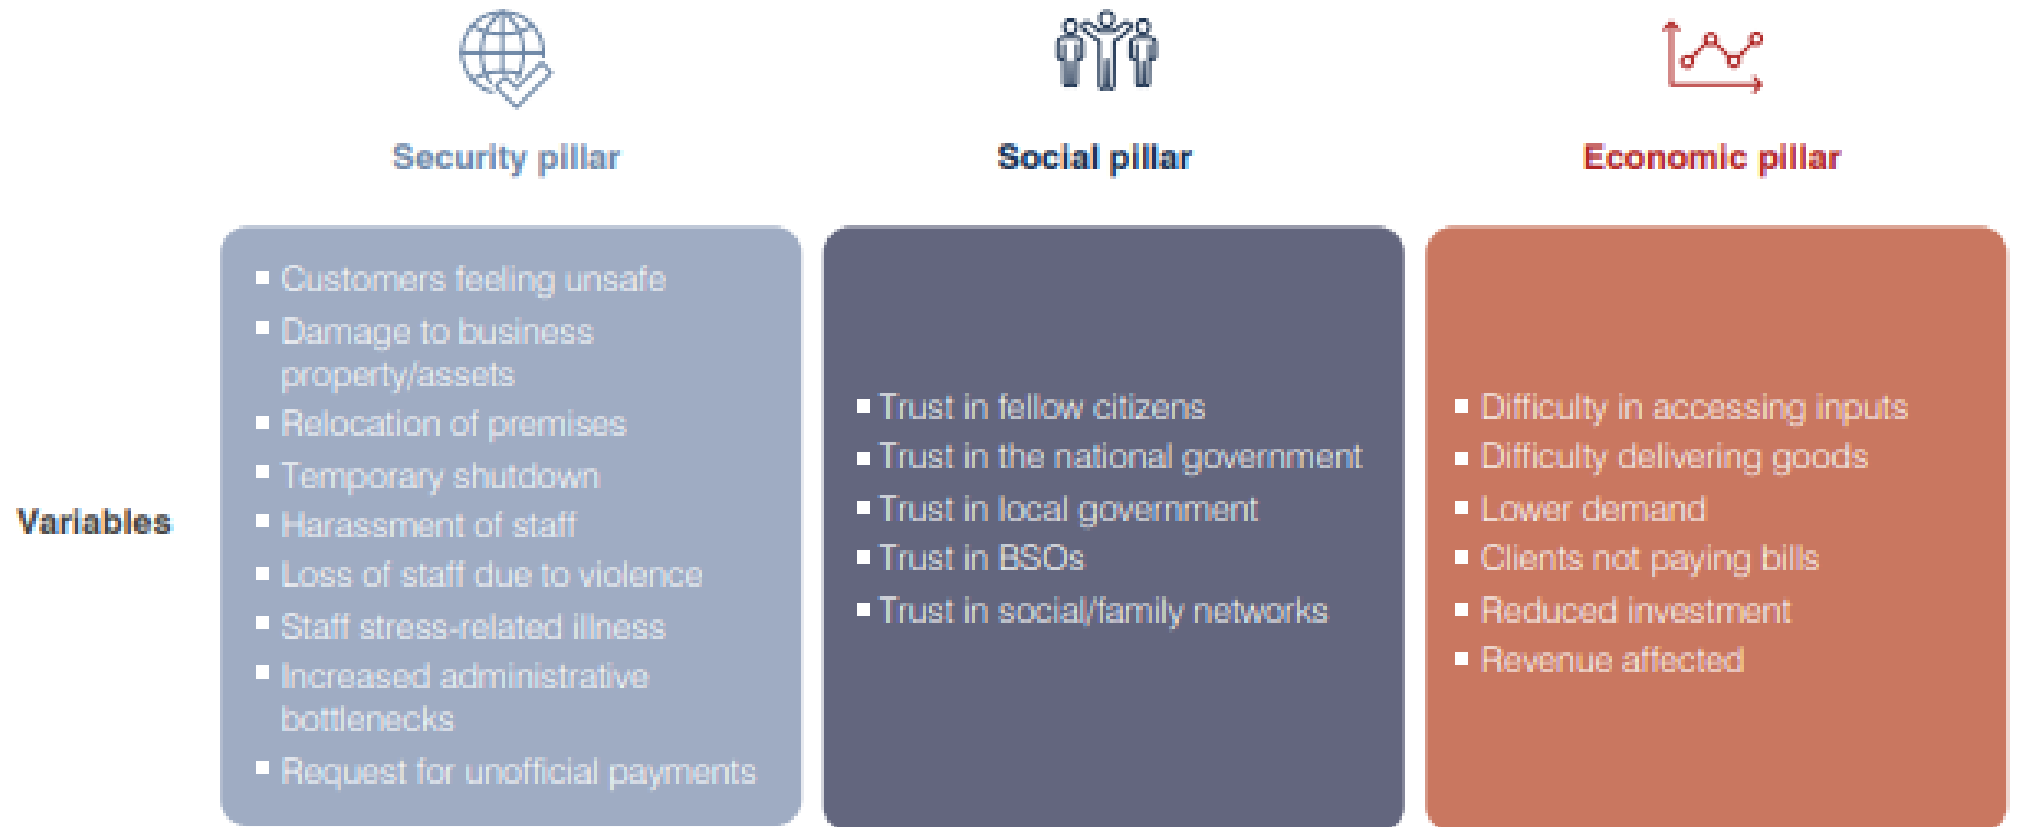 Security pillar
Social pillar
Economic pillar
Variables
Customers feeling unsafe
Damage to business
property/assets
Relocation of premises
Temporary shutdown
Harassment of staff
Loss of staff due to violence
Staff stress-related illness
Increased administrative
bottlenecks
Request for unofficial payments
Trust in fellow citizens
Trust in the national government
Trust in local government
Trust in BSOs
Trust in social/family networks
Difficulty in accessing inputs
Difficulty delivering goods
Lower demand
Clients not paying bills
Reduced investment
Revenue affected